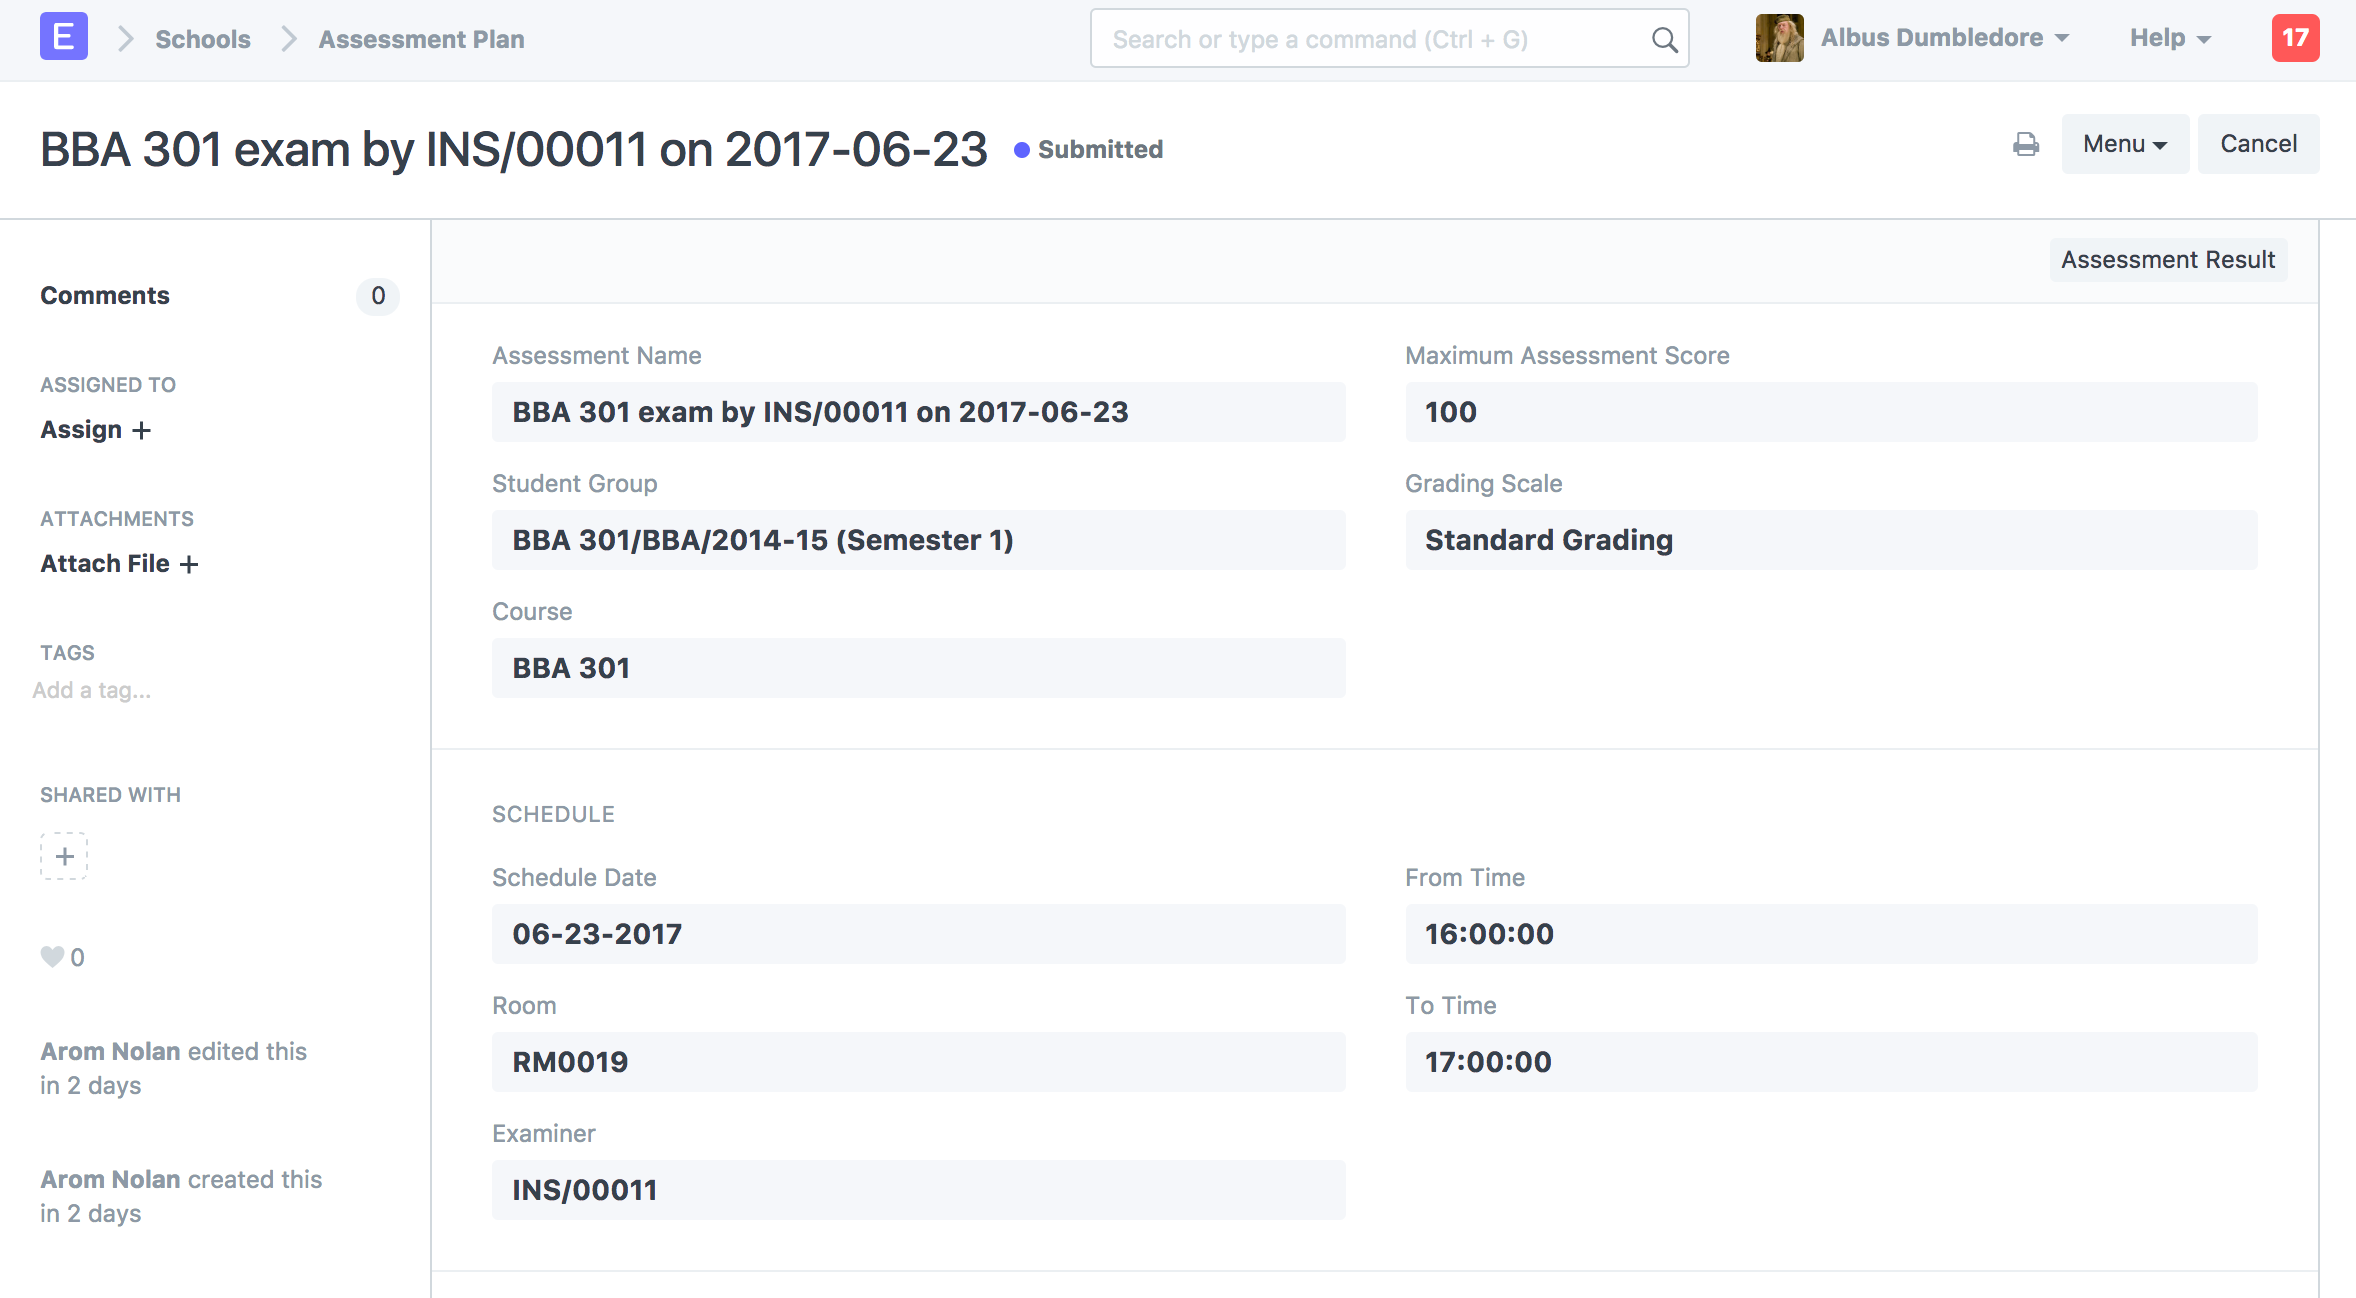 E
Schools
Assessment Plan
Search or type a command (Ctrl + G)
Albus Dumbledore
Help
17
BBA 301 exam by INS/00011 on 2017-06-23
Submitted
Menu
Cancel
Assessment Result
Comments
0
ASSIGNED TO
Assign +
ATTACHMENTS
Attach File +
TAGS
Add a tag...
SHARED WITH
+
0
Arom Nolan edited this
in 2 days
Arom Nolan created this
in 2 days
Assessment Name
BBA 301 exam by INS/00011 on 2017-06-23
Student Group
BBA 301/BBA/2014-15 (Semester 1)
Course
BBA 301
Maximum Assessment Score
100
Grading Scale
Standard Grading
SCHEDULE
Schedule Date
06-23-2017
Room
RM0019
Examiner
INS/00011
From Time
16:00:00
To Time
17:00:00